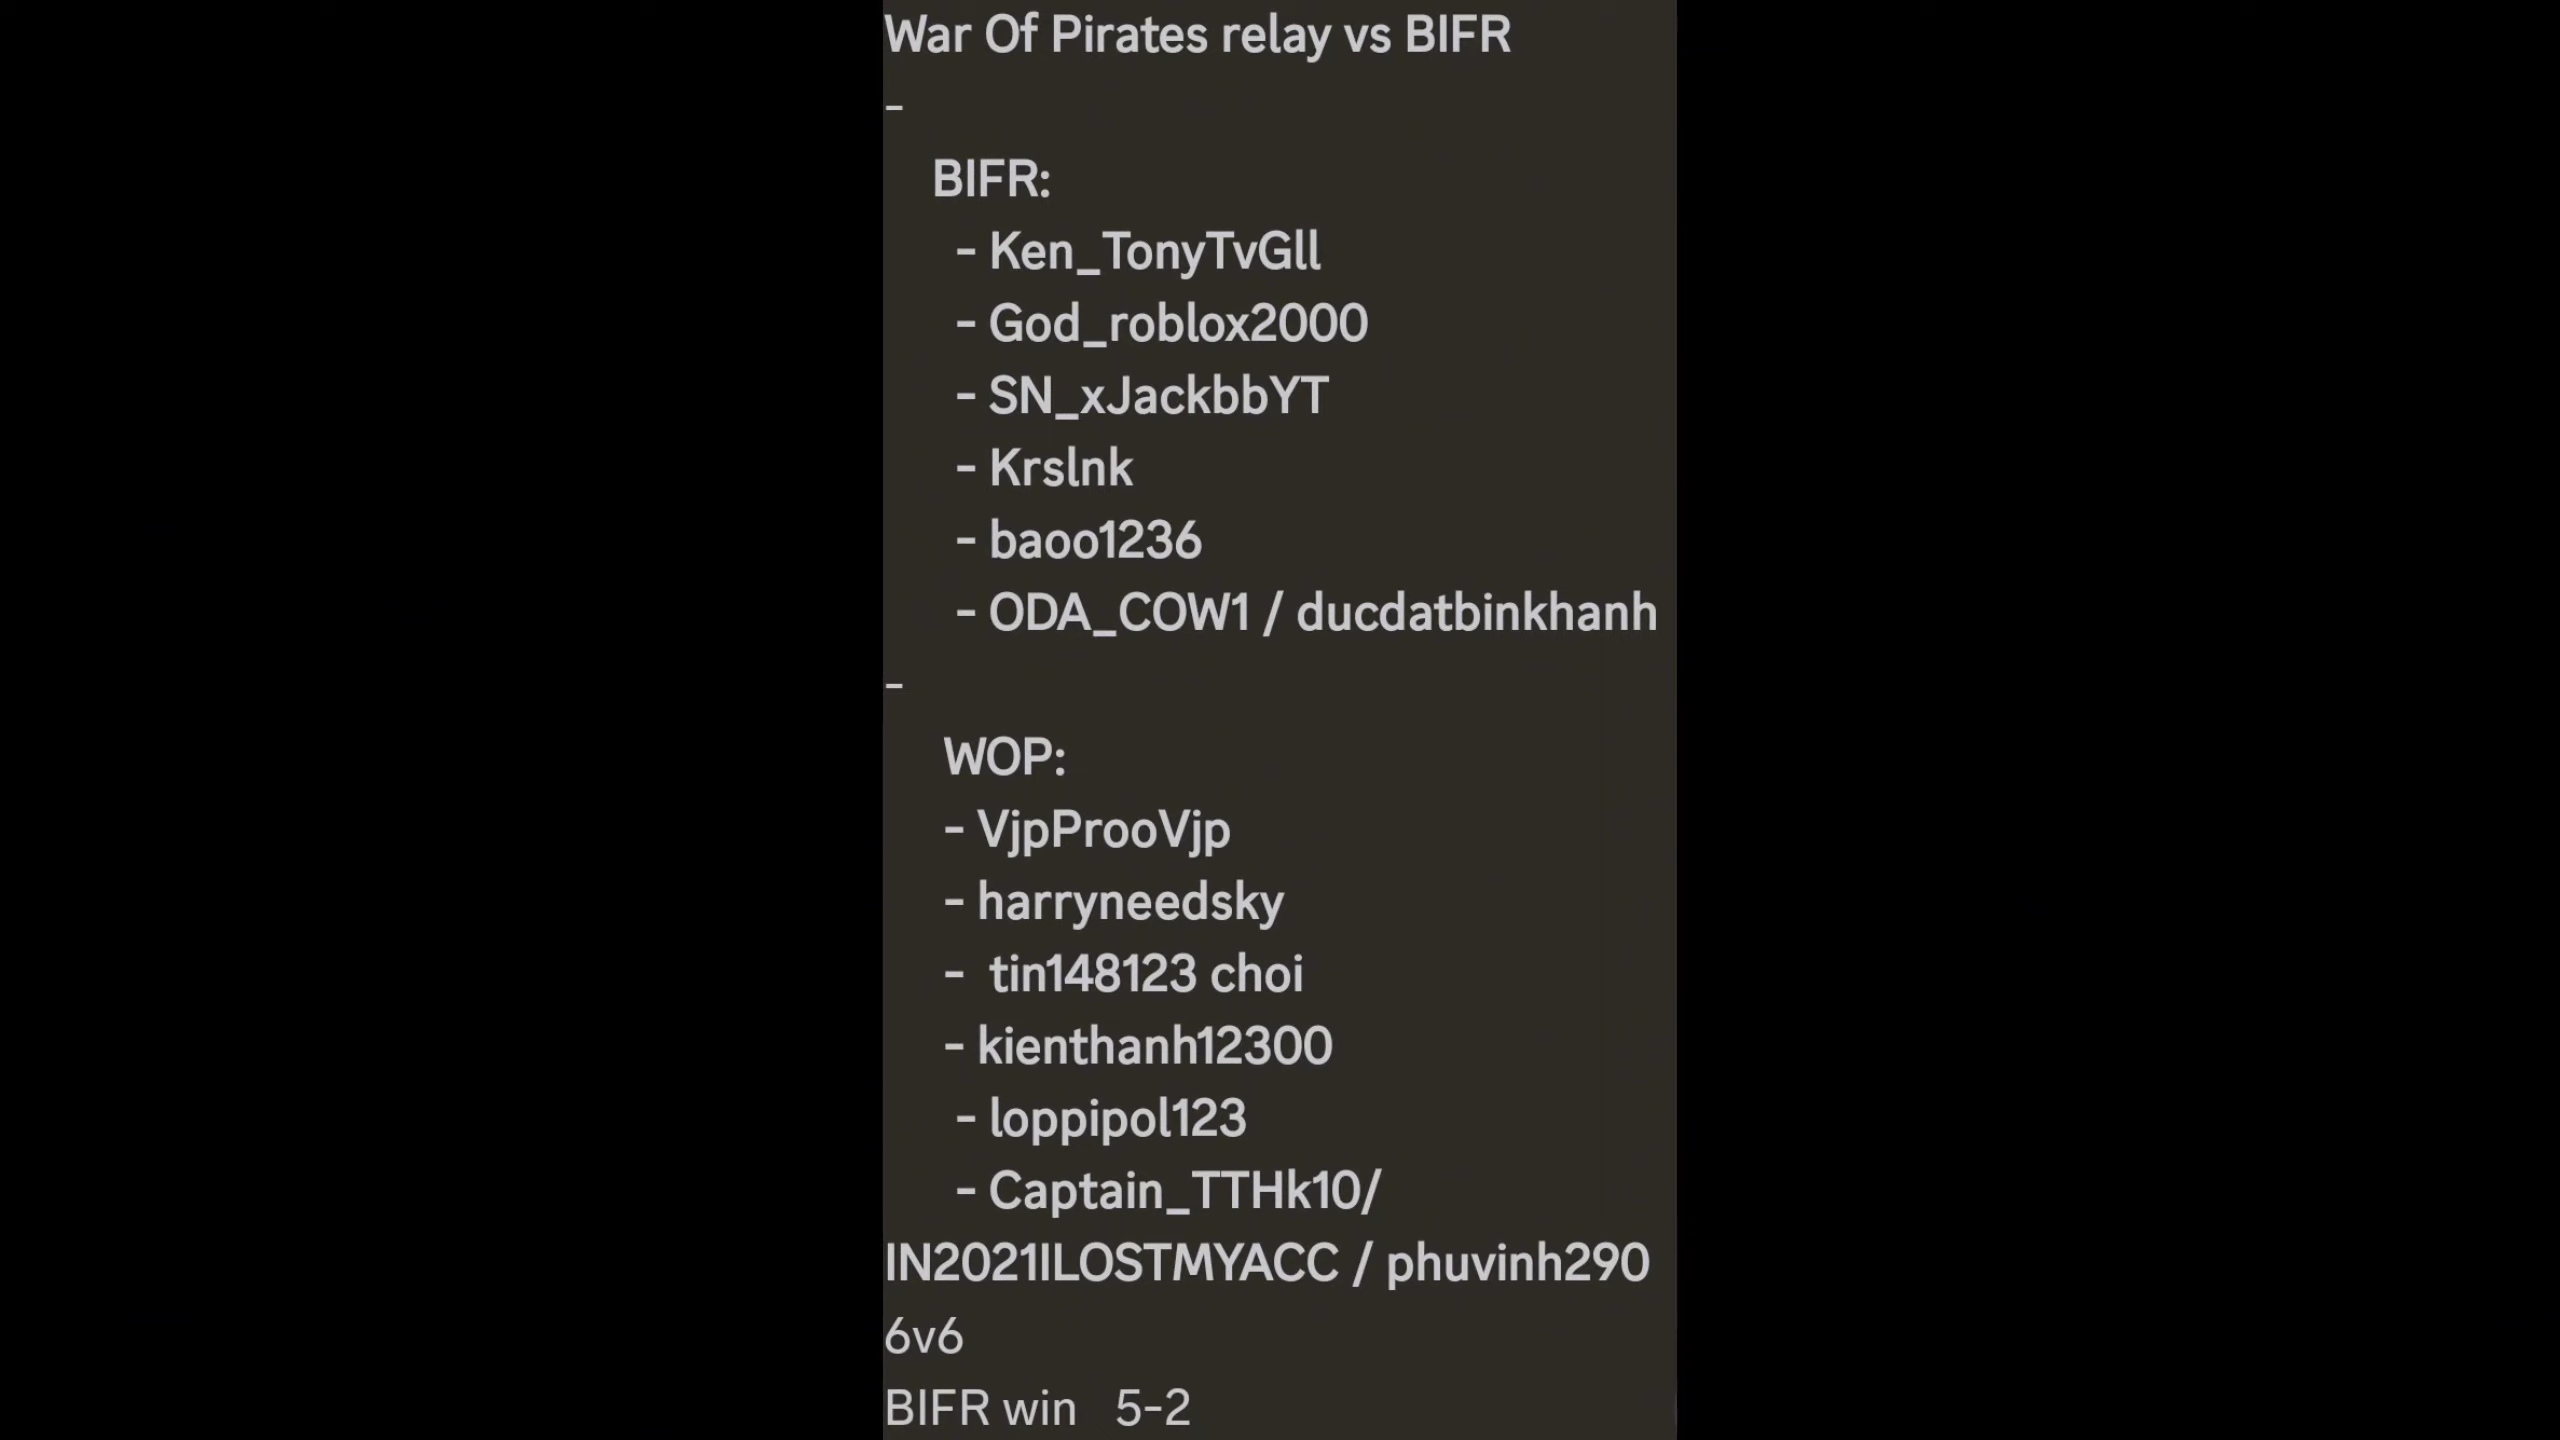 War Of Pirates relay vs BIFR
-
BIFR:
- Ken_TonyTvGll
- God_roblox2000
- SN_xJackbbYT
- Krslnk
- baoo1236
- ODA_COW1 / ducdatbinkhanh
-
WOP:
- VjpProoVjp
- harryneedsky
- tin148123 choi
- kienthanh12300
- loppipol123
- Captain_TTHk10/
IN2021ILOSTMYACC / phuvinh290
6v6
BIFR win 5-2